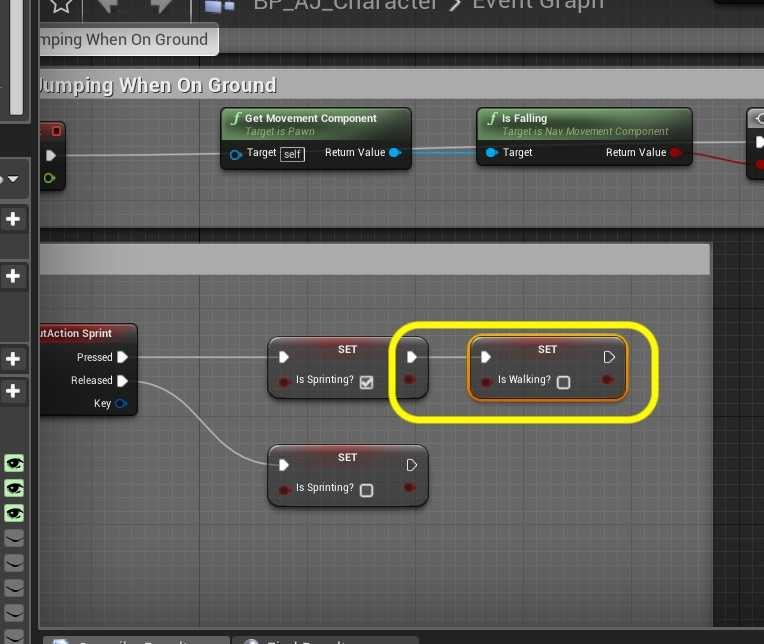 BP_AJ_Character > Event Graph
mping When On Ground
Jumping When On Ground
f Get Movement Component
Target is Pawn
Target self Return Value
f Is Falling
Target is Nav Movement Component
Target Return Value
utAction Sprint
Pressed
Released
Key
SET
Is Sprinting?
SET
Is Walking?
SET
Is Sprinting?